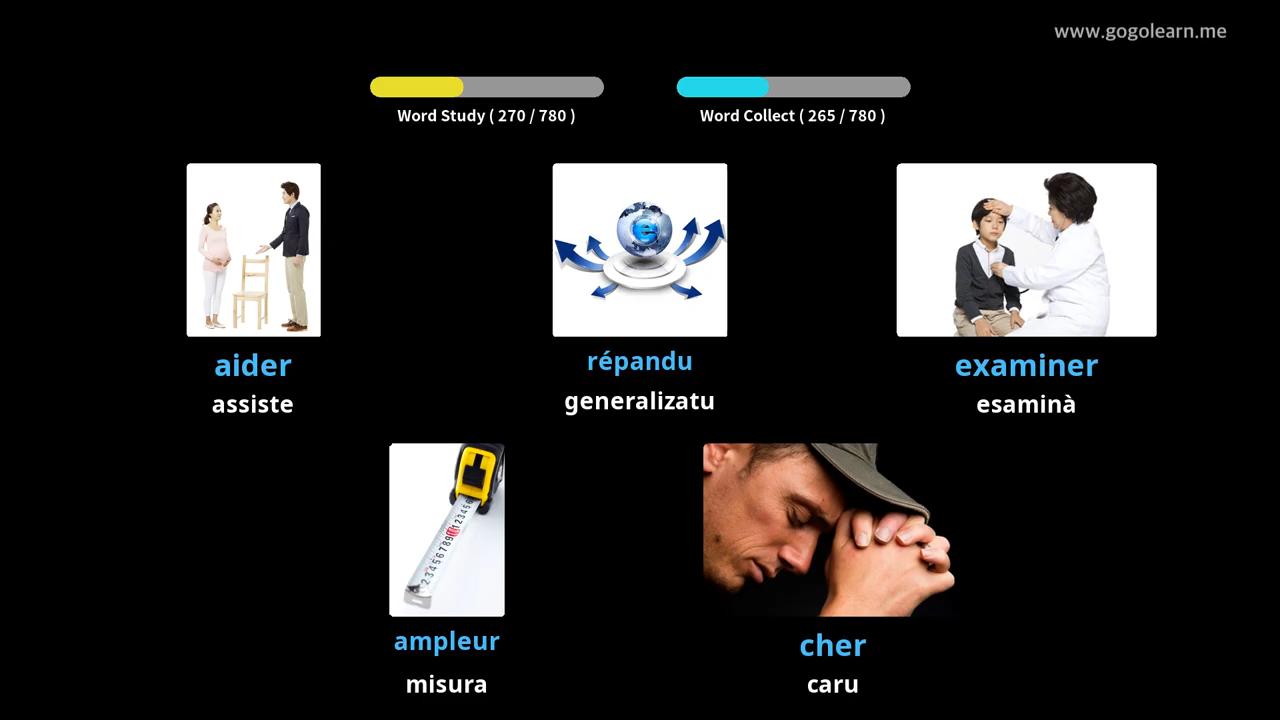 www.gogolearn.me
Word Study ( 270 / 780 )
Word Collect ( 265 / 780 )
e
aider
assiste
répandu
generalizatu
examiner
esaminà
ampleur
misura
cher
caru